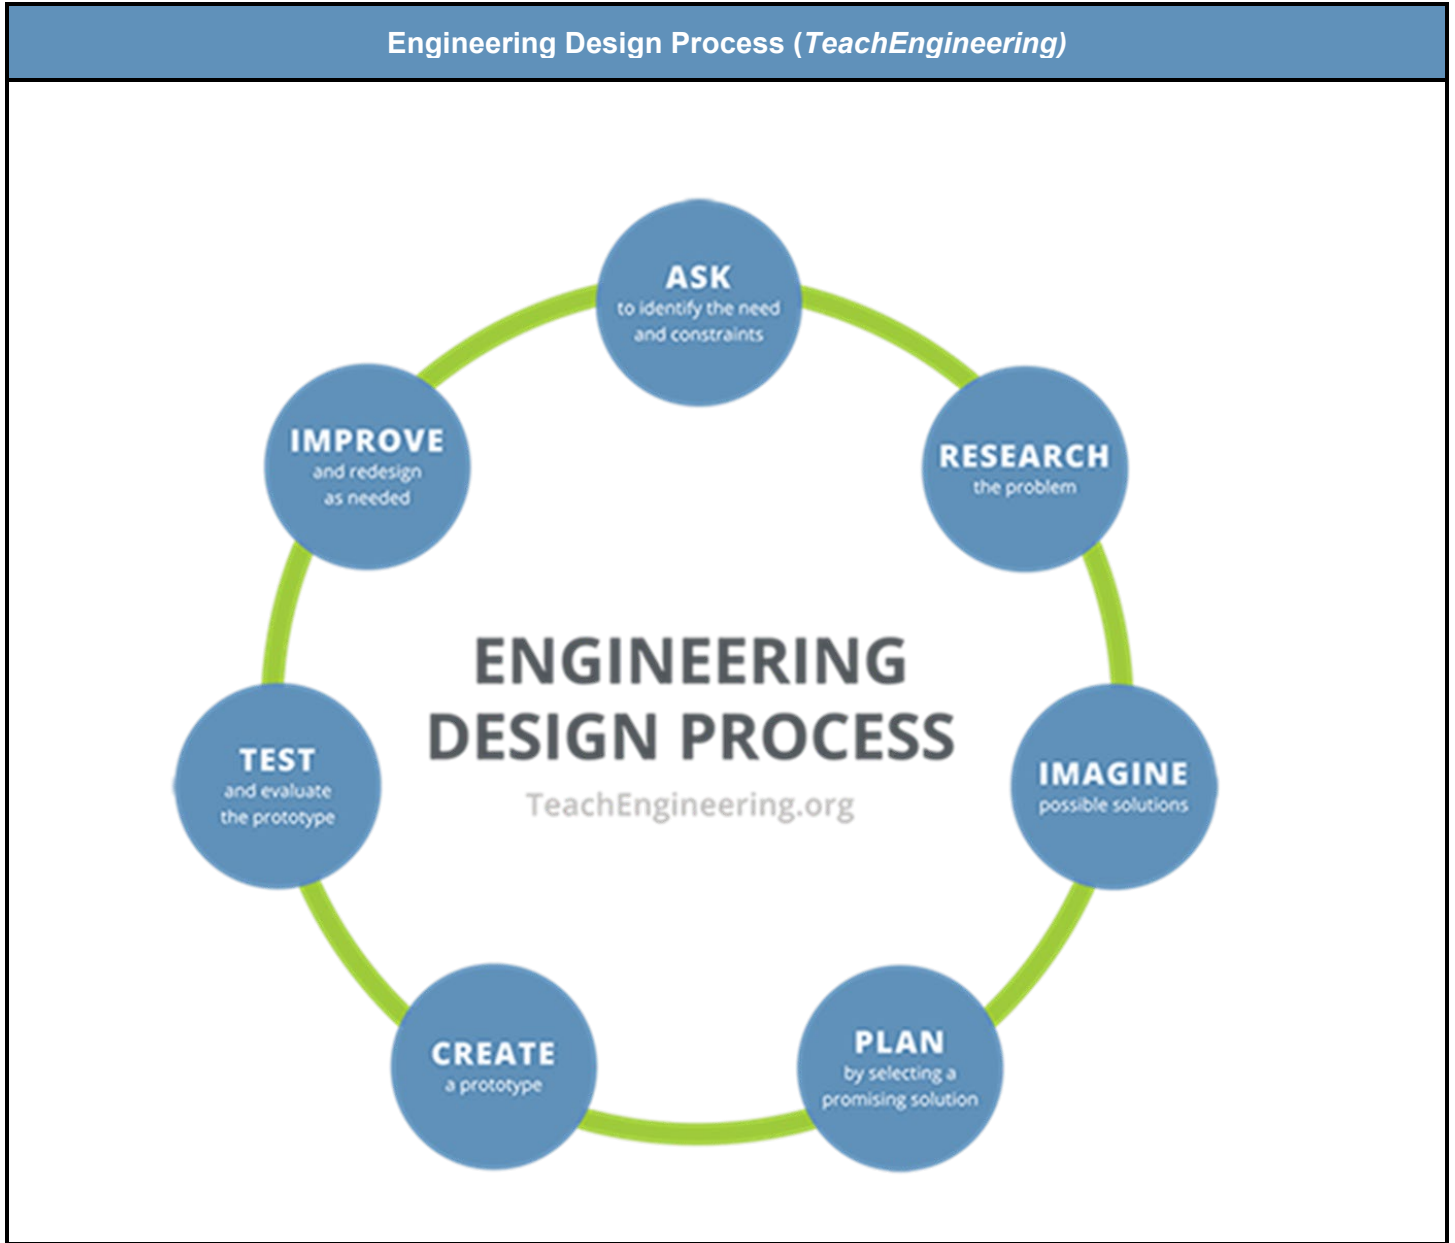 Engineering Design Process (TeachEngineering)
ASK
to identify the need
and constraints
RESEARCH
the problem
IMAGINE
possible solutions
PLAN
by selecting a
promising solution
CREATE
a prototype
TEST
and evaluate
the prototype
IMPROVE
and redesign
as needed
ENGINEERING
DESIGN PROCESS
TeachEngineering.org